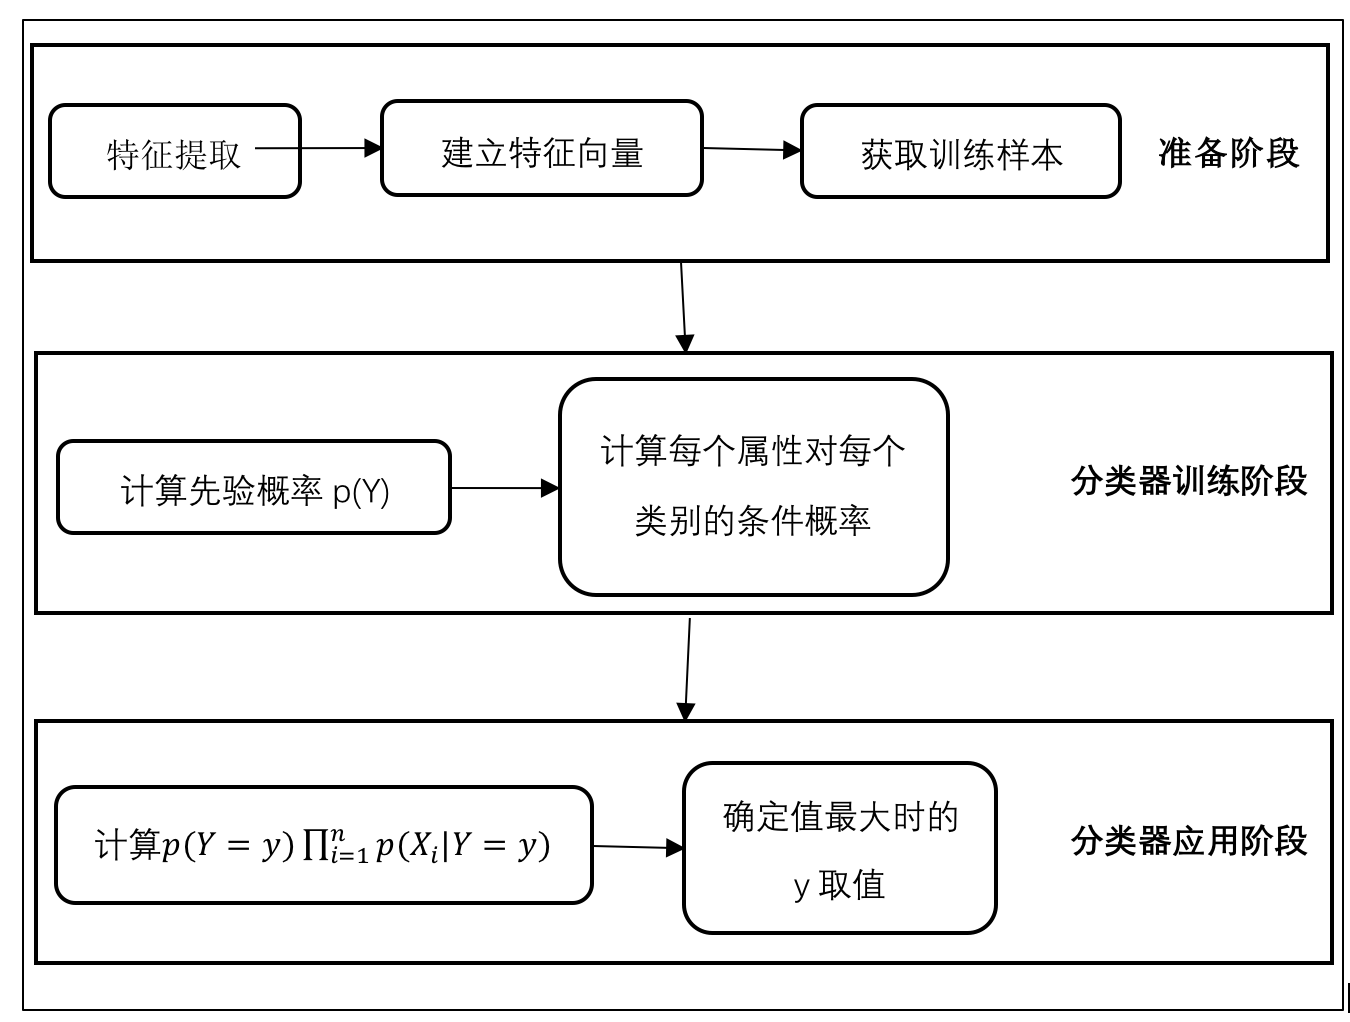 特征提取
建立特征向量
获取训练样本
准备阶段
计算先验概率 p(Y)
计算每个属性对每个
类别的条件概率
分类器训练阶段
计算p(Y = y) ∏ⁿᵢ₌₁ p(Xᵢ|Y = y)
确定值最大时的
y 取值
分类器应用阶段